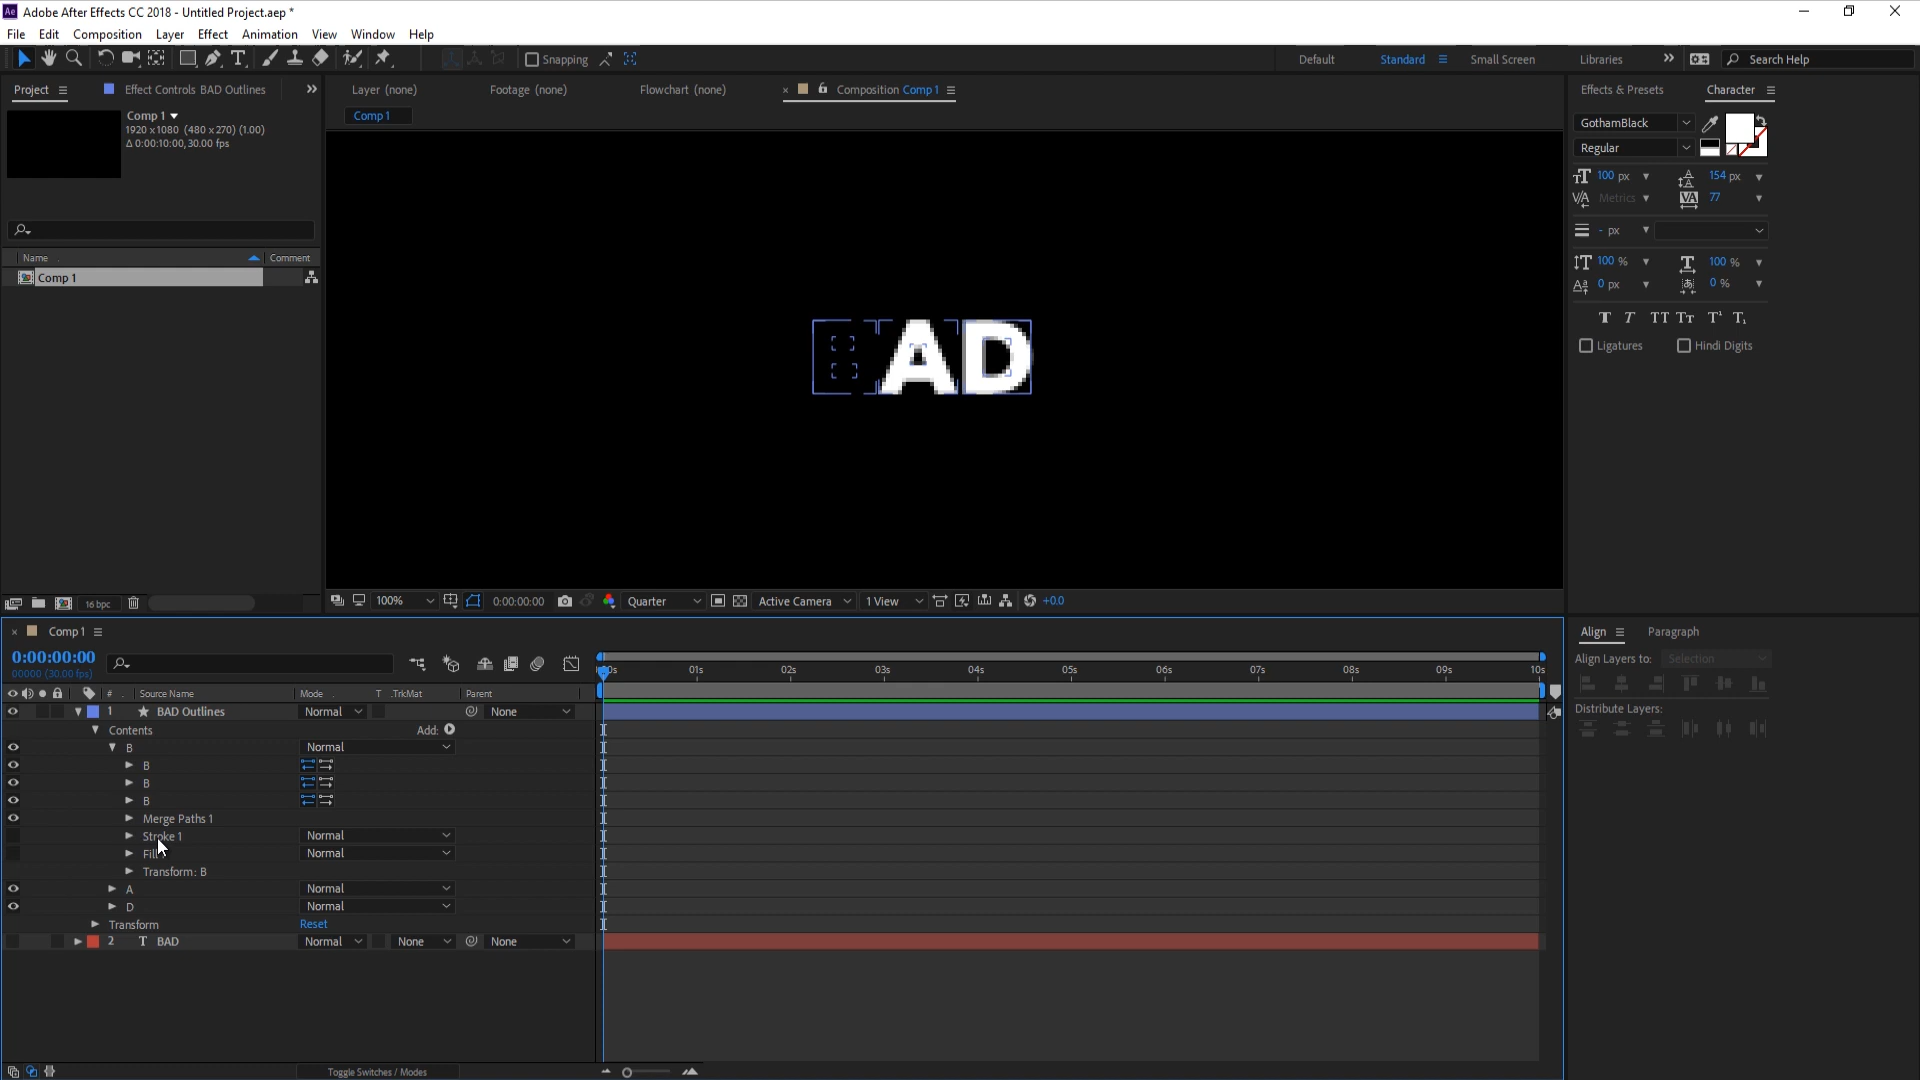 Ae Adobe After Effects CC 2018 - Untitled Project.aep *
File Edit Composition Layer Effect Animation View Window Help
Snapping
Default Standard Small Screen Libraries Search Help
Project Effect Controls BAD Outlines
Layer (none) Footage (none) Flowchart (none) Composition Comp 1
Effects & Presets Character
Comp 1
1920 x 1080 (480 x 270) (1.00)
Δ 0:00:10:00, 30.00 fps
Comp 1
GothamBlack
Regular
100 px 154 px
Metrics 77
- px
100 % 100 %
0 px 0 %
T T TT Tr T¹ T₁
Ligatures Hindi Digits
Name Comment
Comp 1
AD
16 bpc
100% 0:00:00:00 Quarter Active Camera 1 View +0.0
Comp 1
0:00:00:00
00000 (30.00 fps)
01s 02s 03s 04s 05s 06s 07s 08s 09s 10s
# Source Name Mode T .TrkMat Parent
1 BAD Outlines Normal None
Contents Add:
B Normal
B
B
B
Merge Paths 1
Stroke 1 Normal
Fill Normal
Transform: B
A Normal
D Normal
Transform Reset
2 T BAD Normal None None
Toggle Switches / Modes
Align Paragraph
Align Layers to: Selection
Distribute Layers: